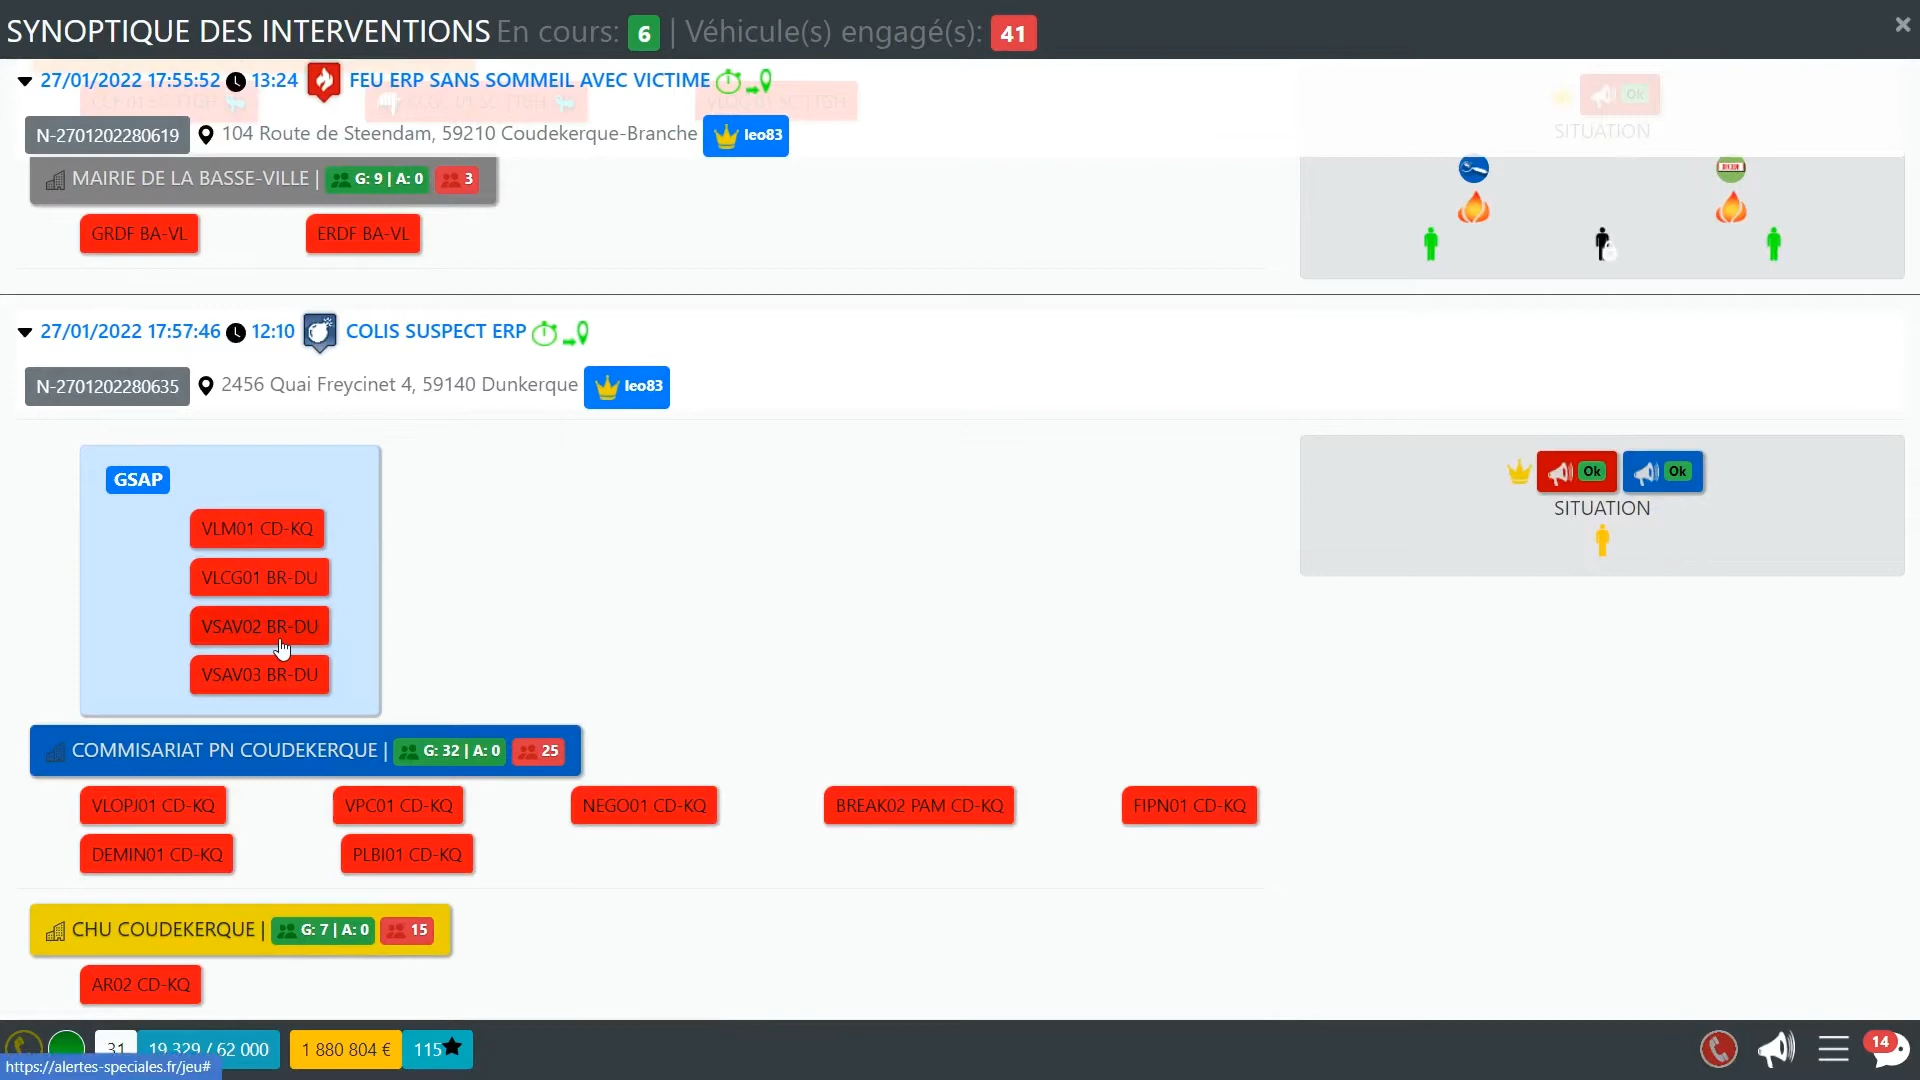 SYNOPTIQUE DES INTERVENTIONS En cours: 6 | Véhicule(s) engagé(s): 41
27/01/2022 17:55:52 13:24 FEU ERP SANS SOMMEIL AVEC VICTIME
Ok
SITUATION
N-2701202280619 104 Route de Steendam, 59210 Coudekerque-Branche leo83
MAIRIE DE LA BASSE-VILLE | G: 9 | A: 0 3
GRDF BA-VL ERDF BA-VL
27/01/2022 17:57:46 12:10 COLIS SUSPECT ERP
N-2701202280635 2456 Quai Freycinet 4, 59140 Dunkerque leo83
GSAP
VLM01 CD-KQ
VLCG01 BR-DU
VSAV02 BR-DU
VSAV03 BR-DU
Ok Ok
SITUATION
COMMISARIAT PN COUDEKERQUE | G: 32 | A: 0 25
VLOPJ01 CD-KQ VPC01 CD-KQ NEGO01 CD-KQ BREAK02 PAM CD-KQ FIPN01 CD-KQ
DEMIN01 CD-KQ PLBI01 CD-KQ
CHU COUDEKERQUE | G: 7 | A: 0 15
AR02 CD-KQ
31 19 329 / 62 000 1 880 804 € 115 14
https://alertes-speciales.fr/jeu#